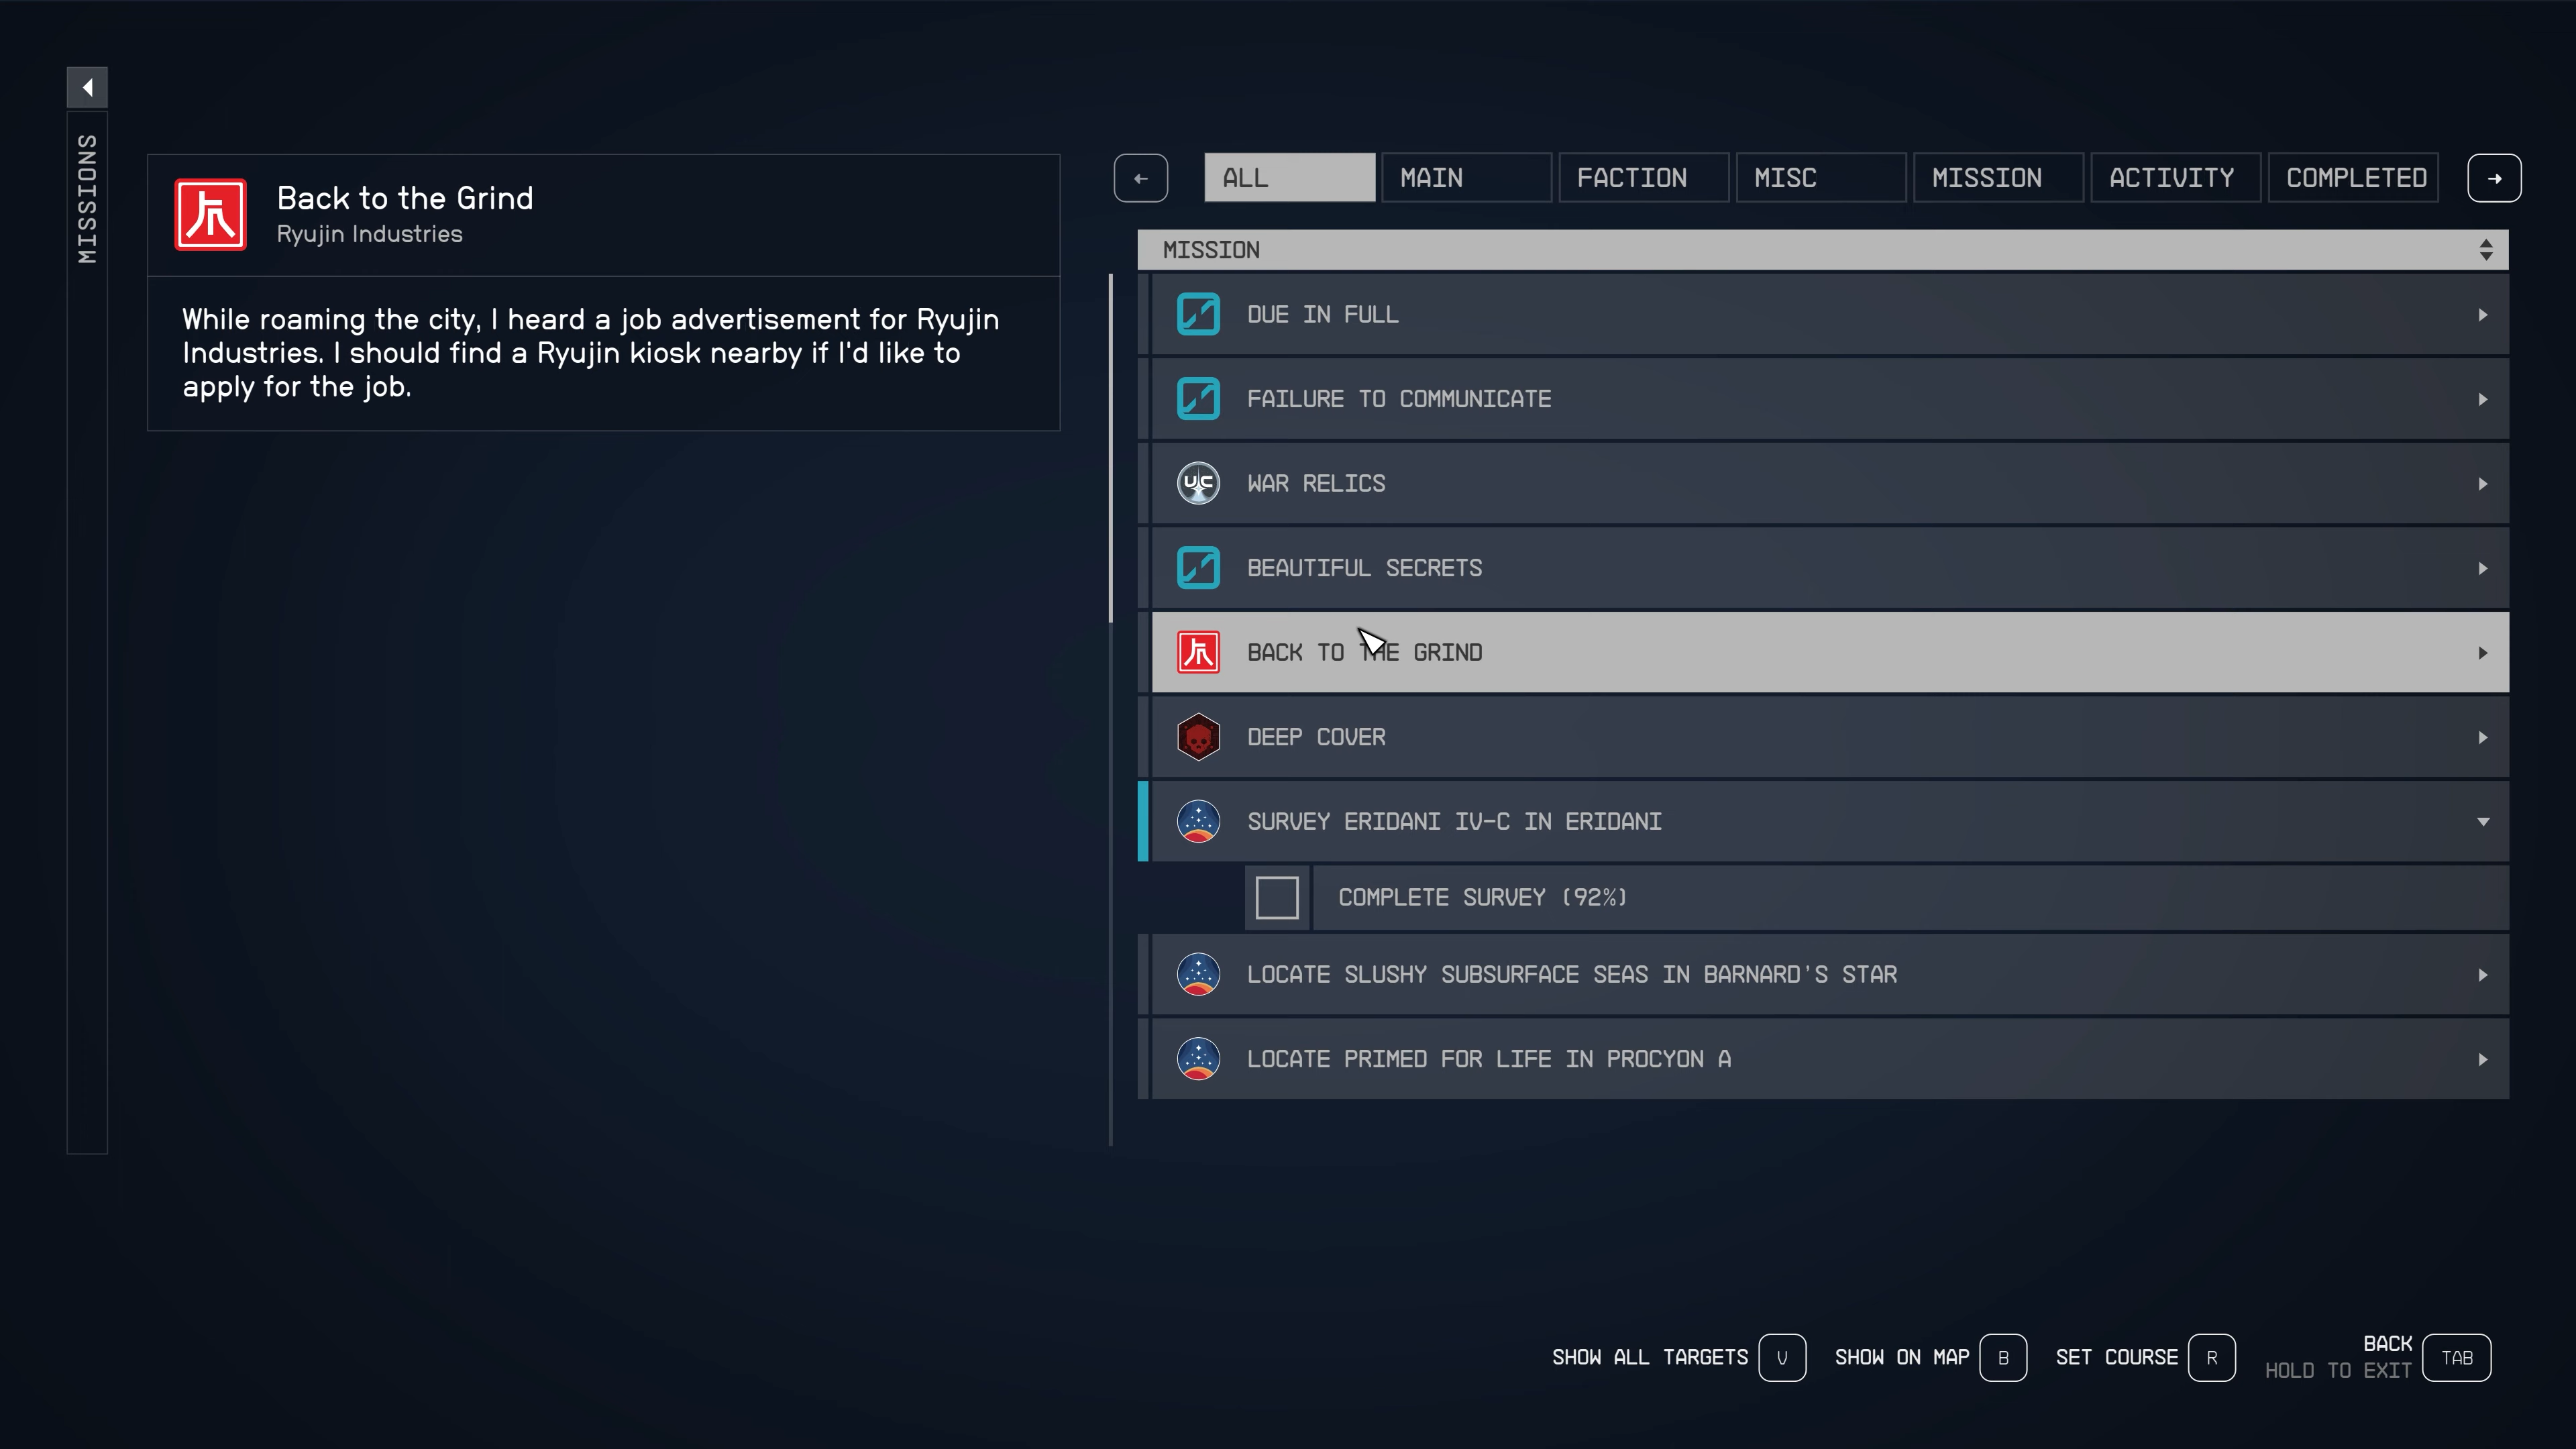 MISSIONS
Back to the Grind
Ryujin Industries
While roaming the city, I heard a job advertisement for Ryujin
Industries. I should find a Ryujin kiosk nearby if I'd like to
apply for the job.
ALL MAIN FACTION MISC MISSION ACTIVITY COMPLETED
MISSION
DUE IN FULL
FAILURE TO COMMUNICATE
UC
WAR RELICS
BEAUTIFUL SECRETS
BACK TO THE GRIND
DEEP COVER
SURVEY ERIDANI IV-C IN ERIDANI
COMPLETE SURVEY (92%)
LOCATE SLUSHY SUBSURFACE SEAS IN BARNARD'S STAR
LOCATE PRIMED FOR LIFE IN PROCYON A
SHOW ALL TARGETS V SHOW ON MAP B SET COURSE R BACK TAB
HOLD TO EXIT